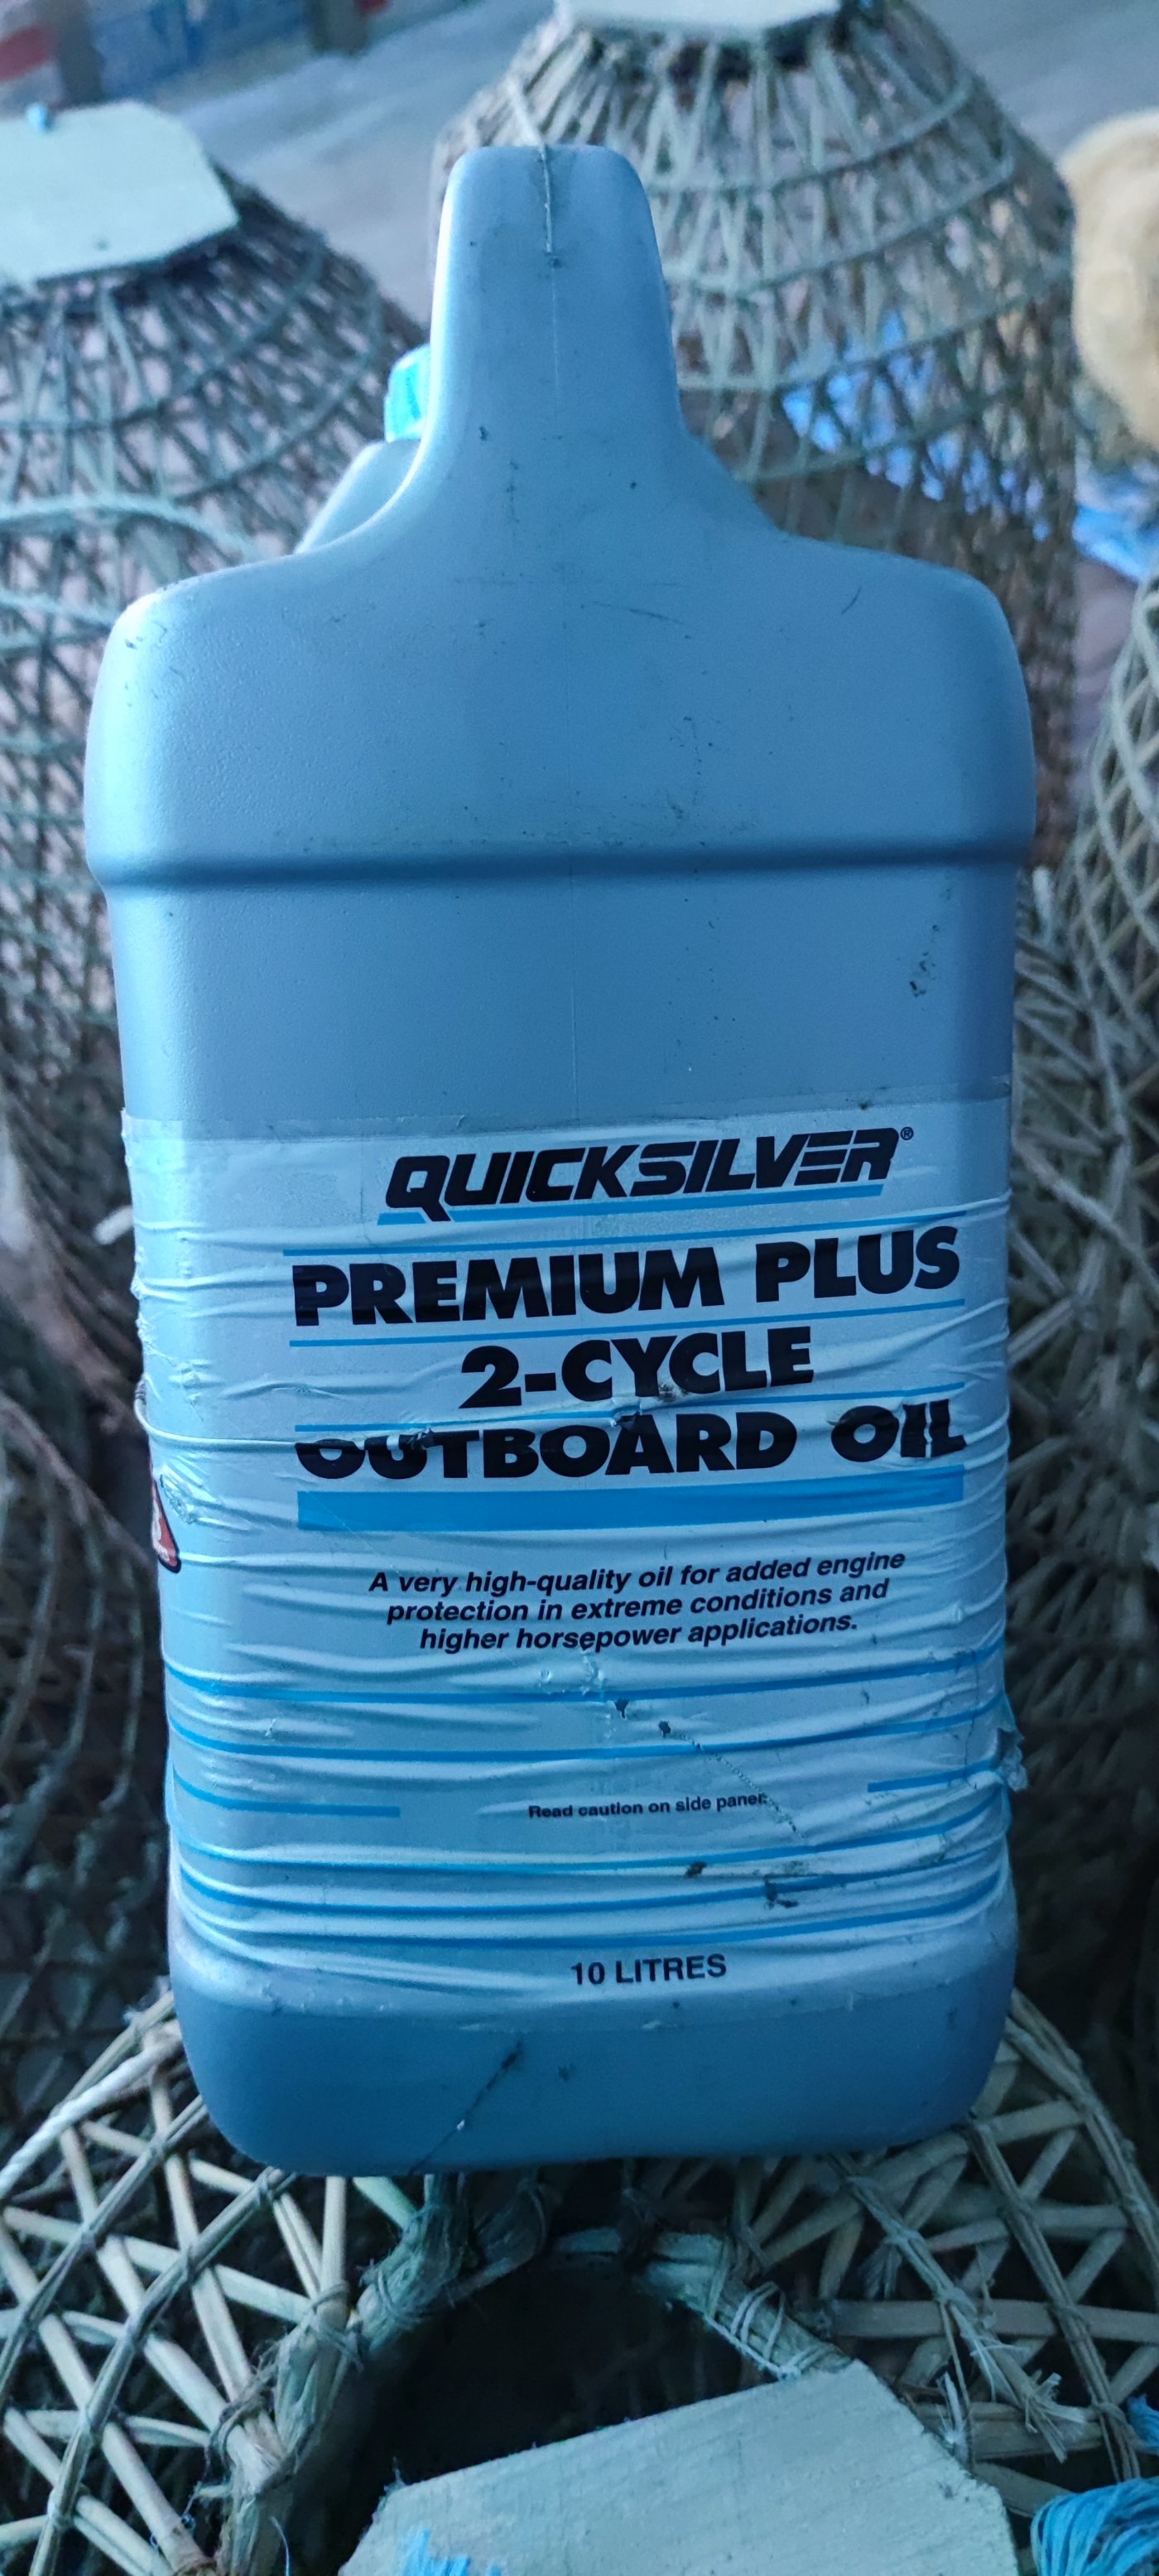 QUICKSILVER®
PREMIUM PLUS
2-CYCLE
OUTBOARD OIL
A very high-quality oil for added engine
protection in extreme conditions and
higher horsepower applications.
Read caution on side panel.
10 LITRES